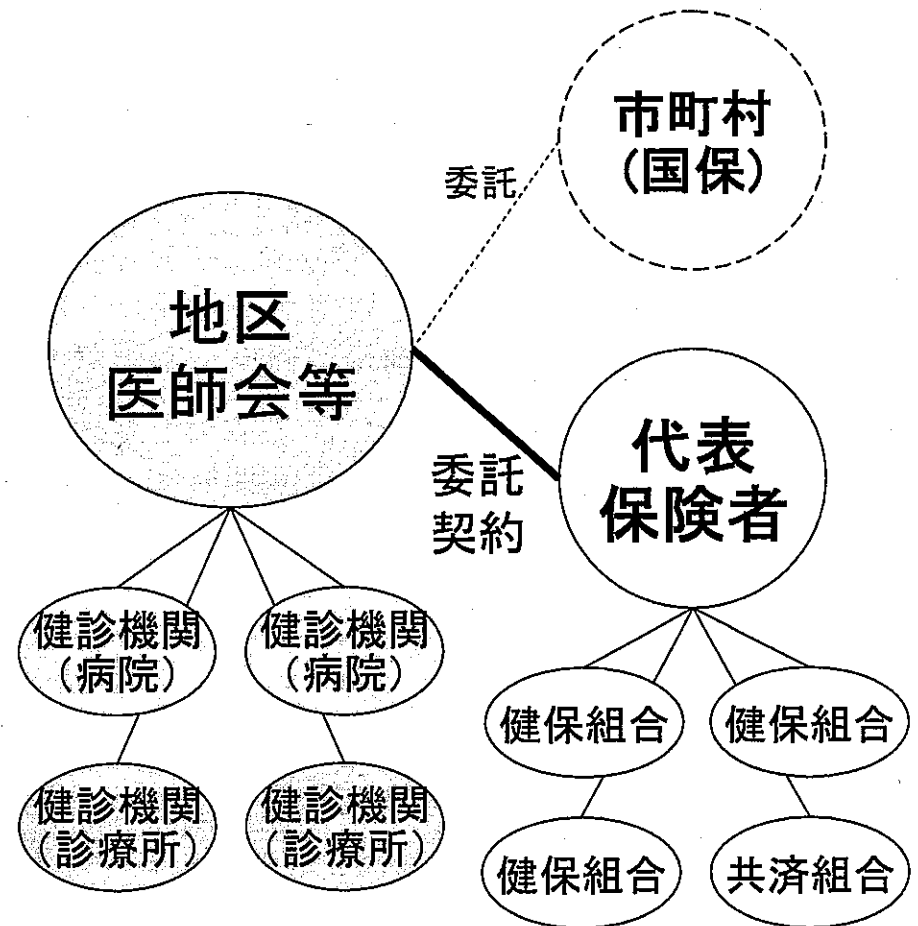 市町村
(国保)
委託
地区
医師会等
委託
契約
代表
保険者
健診機関
(病院)
健診機関
(病院)
健保組合
健保組合
健診機関
(診療所)
健診機関
(診療所)
健保組合
共済組合